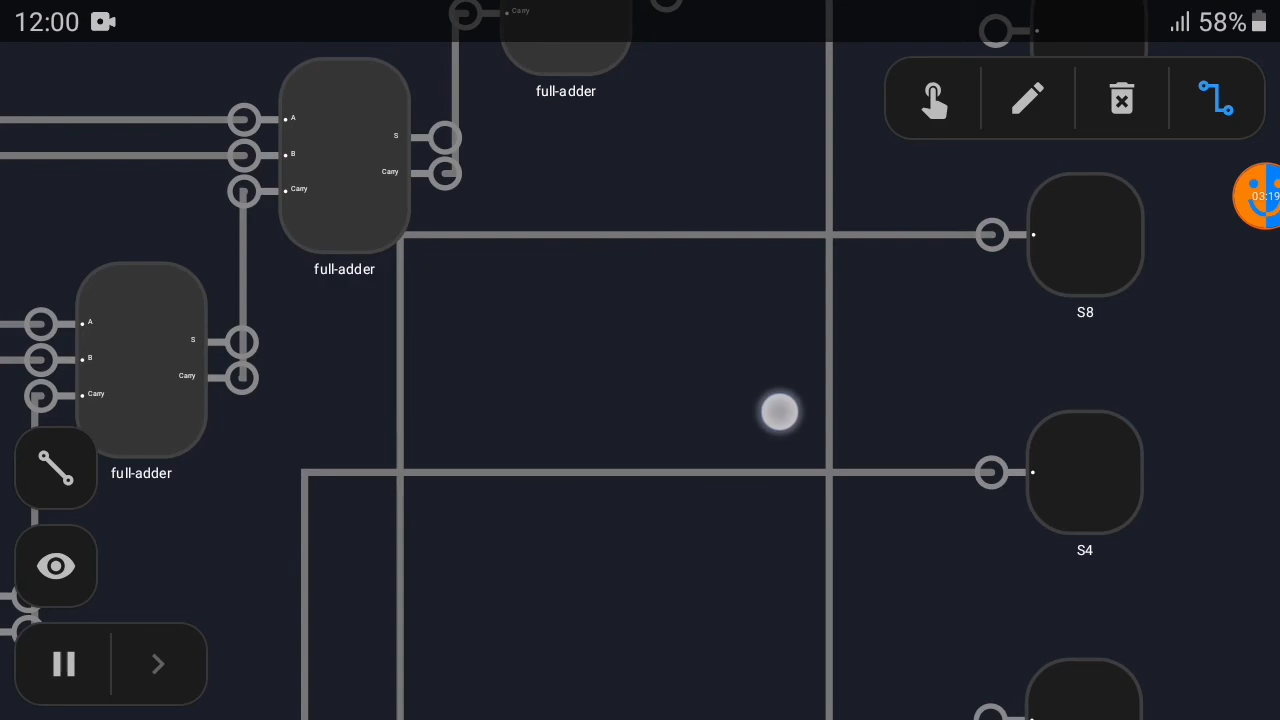 12:00
58%
Carry
full-adder
A
B
Carry
S
Carry
full-adder
03:19
S8
A
B
Carry
S
Carry
full-adder
S4